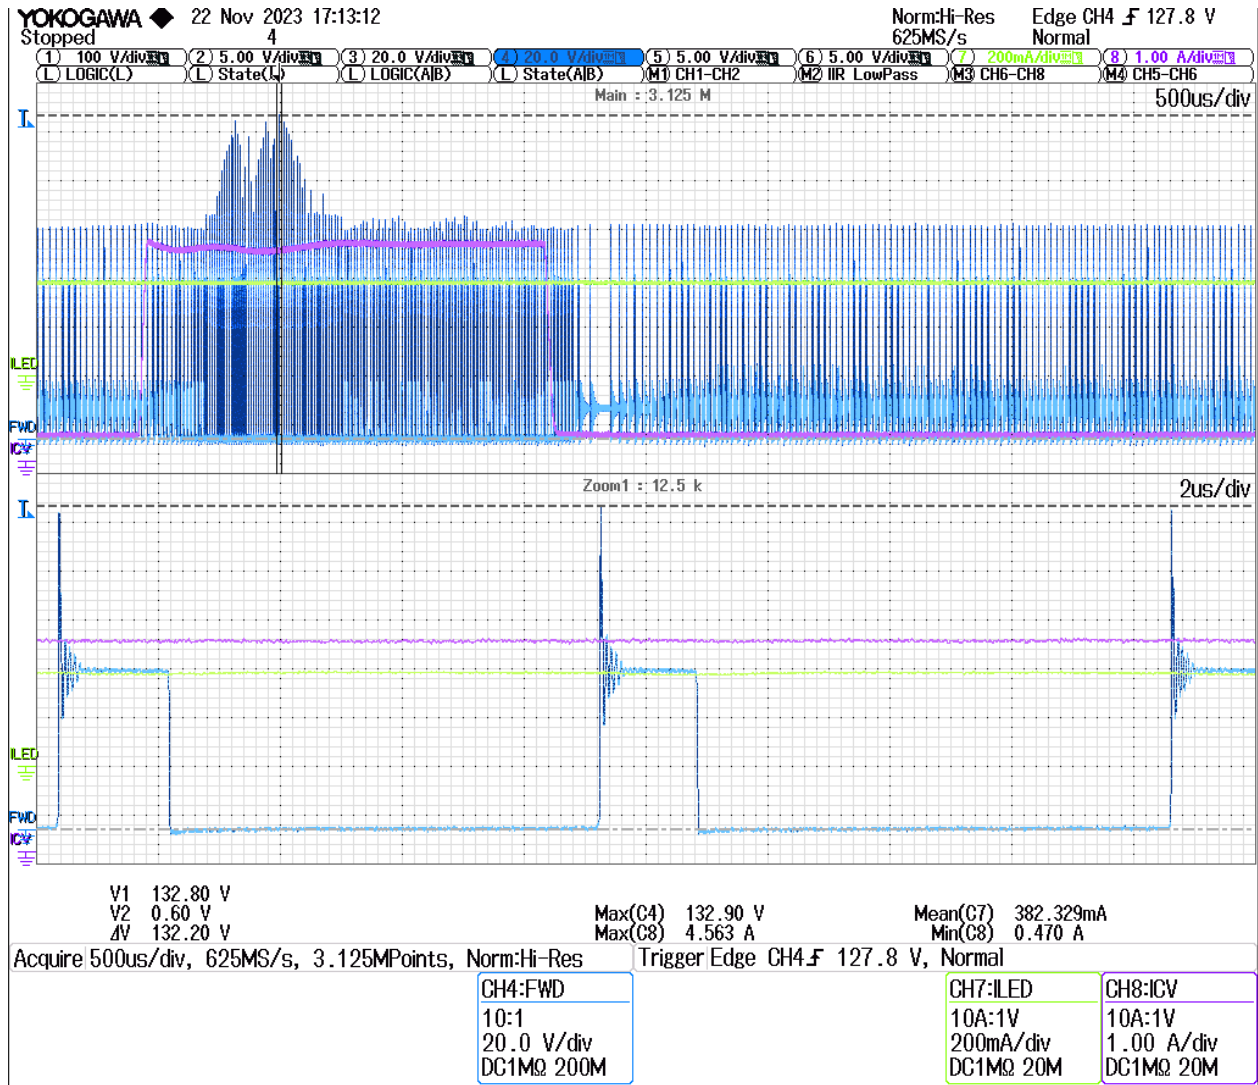 YOKOGAWA ◆ 22 Nov 2023 17:13:12 Norm:Hi-Res Edge CH4 ⨍ 127.8 V
Stopped 4 625MS/s Normal
1 100 V/div 2 5.00 V/div 3 20.0 V/div 4 20.0 V/div 5 5.00 V/div 6 5.00 V/div 7 200mA/div 8 1.00 A/div
L LOGIC(L) L State(L) L LOGIC(A|B) L State(A|B) M1 CH1-CH2 M2 IIR LowPass M3 CH6-CH8 M4 CH5-CH6
Main : 3.125 M 500us/div
ILED
FWD
ICV
Zoom1 : 12.5 k 2us/div
ILED
FWD
ICV
V1 132.80 V
V2 0.60 V Max(C4) 132.90 V Mean(C7) 382.329mA
⊿V 132.20 V Max(C8) 4.563 A Min(C8) 0.470 A
Acquire 500us/div, 625MS/s, 3.125MPoints, Norm:Hi-Res Trigger Edge CH4 ⨍ 127.8 V, Normal
CH4:FWD CH7:ILED CH8:ICV
10:1 10A:1V 10A:1V
20.0 V/div 200mA/div 1.00 A/div
DC1MΩ 200M DC1MΩ 20M DC1MΩ 20M